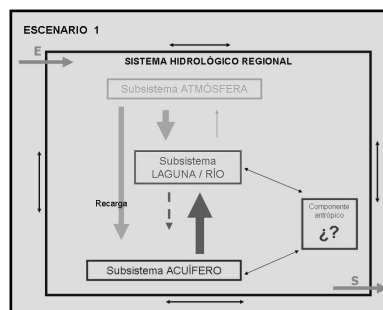 ESCENARIO 1
E
SISTEMA HIDROLÓGICO REGIONAL
Subsistema ATMÓSFERA
Subsistema
LAGUNA / RÍO
Recarga
Componente
antrópico
¿?
Subsistema ACUÍFERO
S